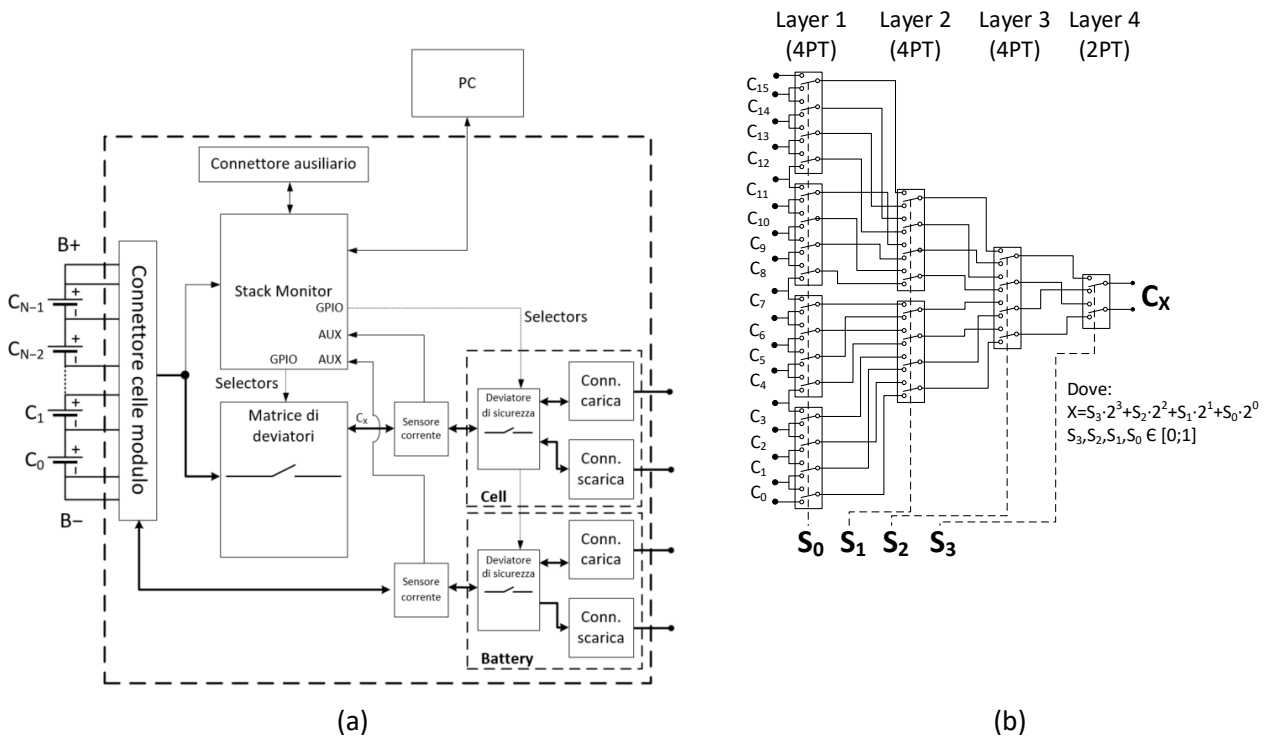 PC
Connettore ausiliario
B+
C_N−1
C_N−2
C_1
C_0
B−
+
-
+
-
+
-
+
-
Connettore celle modulo
Stack Monitor
GPIO
AUX
GPIO
AUX
Selectors
Selectors
Matrice di
deviatori
C_X
Sensore
corrente
Deviatore
di sicurezza
Conn.
carica
Conn.
scarica
Cell
Sensore
corrente
Deviatore
di sicurezza
Conn.
carica
Conn.
scarica
Battery
(a)
Layer 1
(4PT)
Layer 2
(4PT)
Layer 3
(4PT)
Layer 4
(2PT)
C_15
C_14
C_13
C_12
C_11
C_10
C_9
C_8
C_7
C_6
C_5
C_4
C_3
C_2
C_1
C_0
C_X
Dove:
X=S_3·2^3+S_2·2^2+S_1·2^1+S_0·2^0
S_3,S_2,S_1,S_0 ∈ [0;1]
S_0 S_1 S_2 S_3
(b)